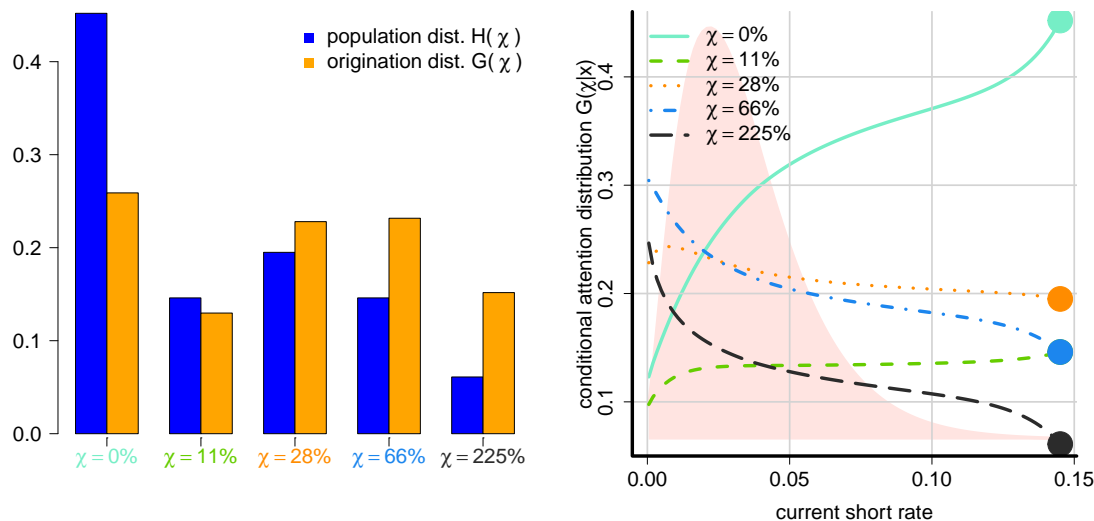 population dist. H( χ )
origination dist. G( χ )
0.4
0.3
0.2
0.1
0.0
χ = 0%
χ = 11%
χ = 28%
χ = 66%
χ = 225%
χ = 0%
χ = 11%
χ = 28%
χ = 66%
χ = 225%
conditional attention distribution G(χ|x)
0.4
0.3
0.2
0.1
0.00
0.05
0.10
0.15
current short rate